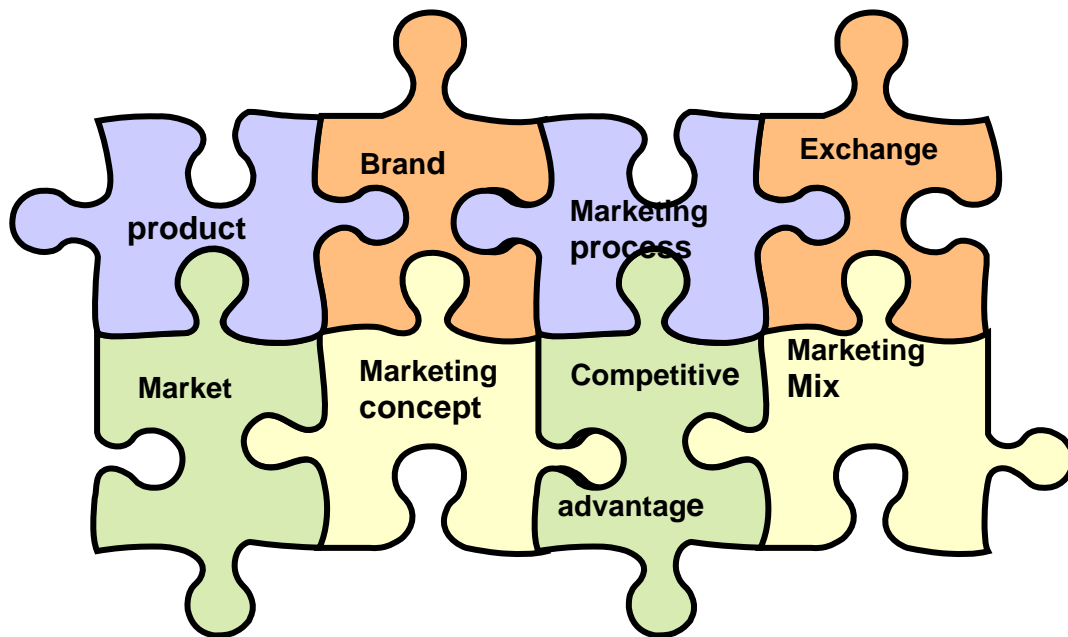 product
Brand
Marketing
process
Exchange
Market
Marketing
concept
Competitive
advantage
Marketing
Mix